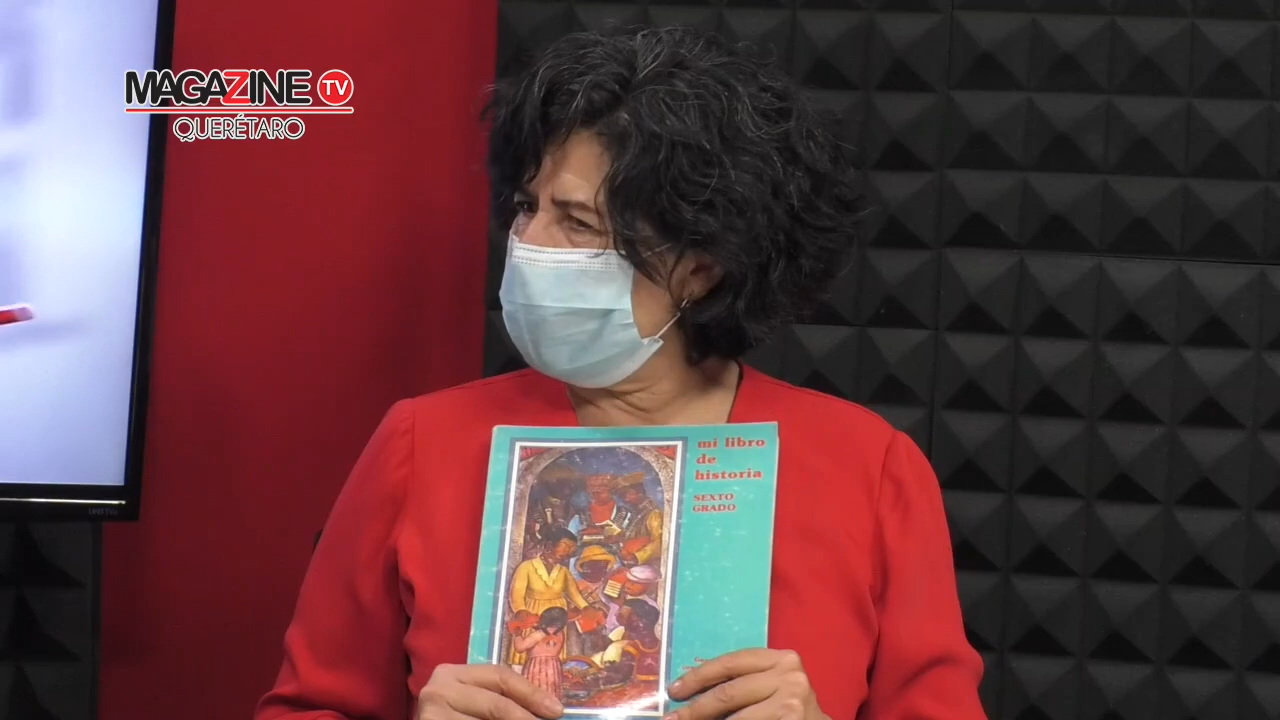 MAGAZINE TV
QUERÉTARO
mi libro
de
historia
SEXTO
GRADO